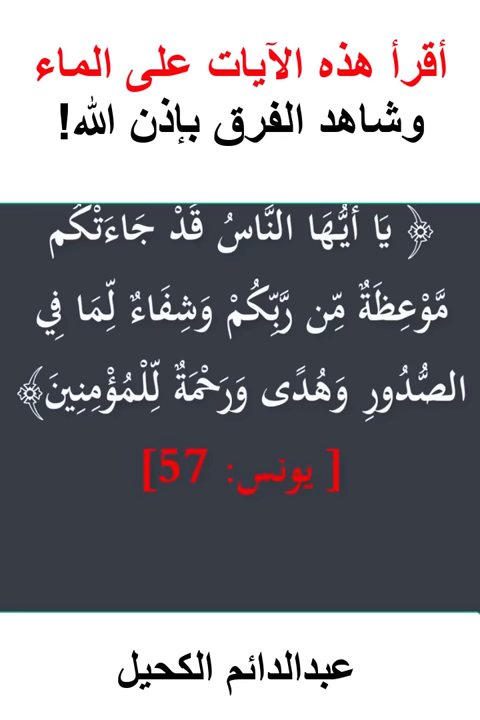 أقرأ هذه الآيات على الماء
وشاهد الفرق بإذن الله!
﴿ يَا أَيُّهَا النَّاسُ قَدْ جَاءَتْكُم
مَّوْعِظَةٌ مِّن رَّبِّكُمْ وَشِفَاءٌ لِّمَا فِي
الصُّدُورِ وَهُدًى وَرَحْمَةٌ لِّلْمُؤْمِنِينَ﴾
[ يونس: 57]
عبدالدائم الكحيل